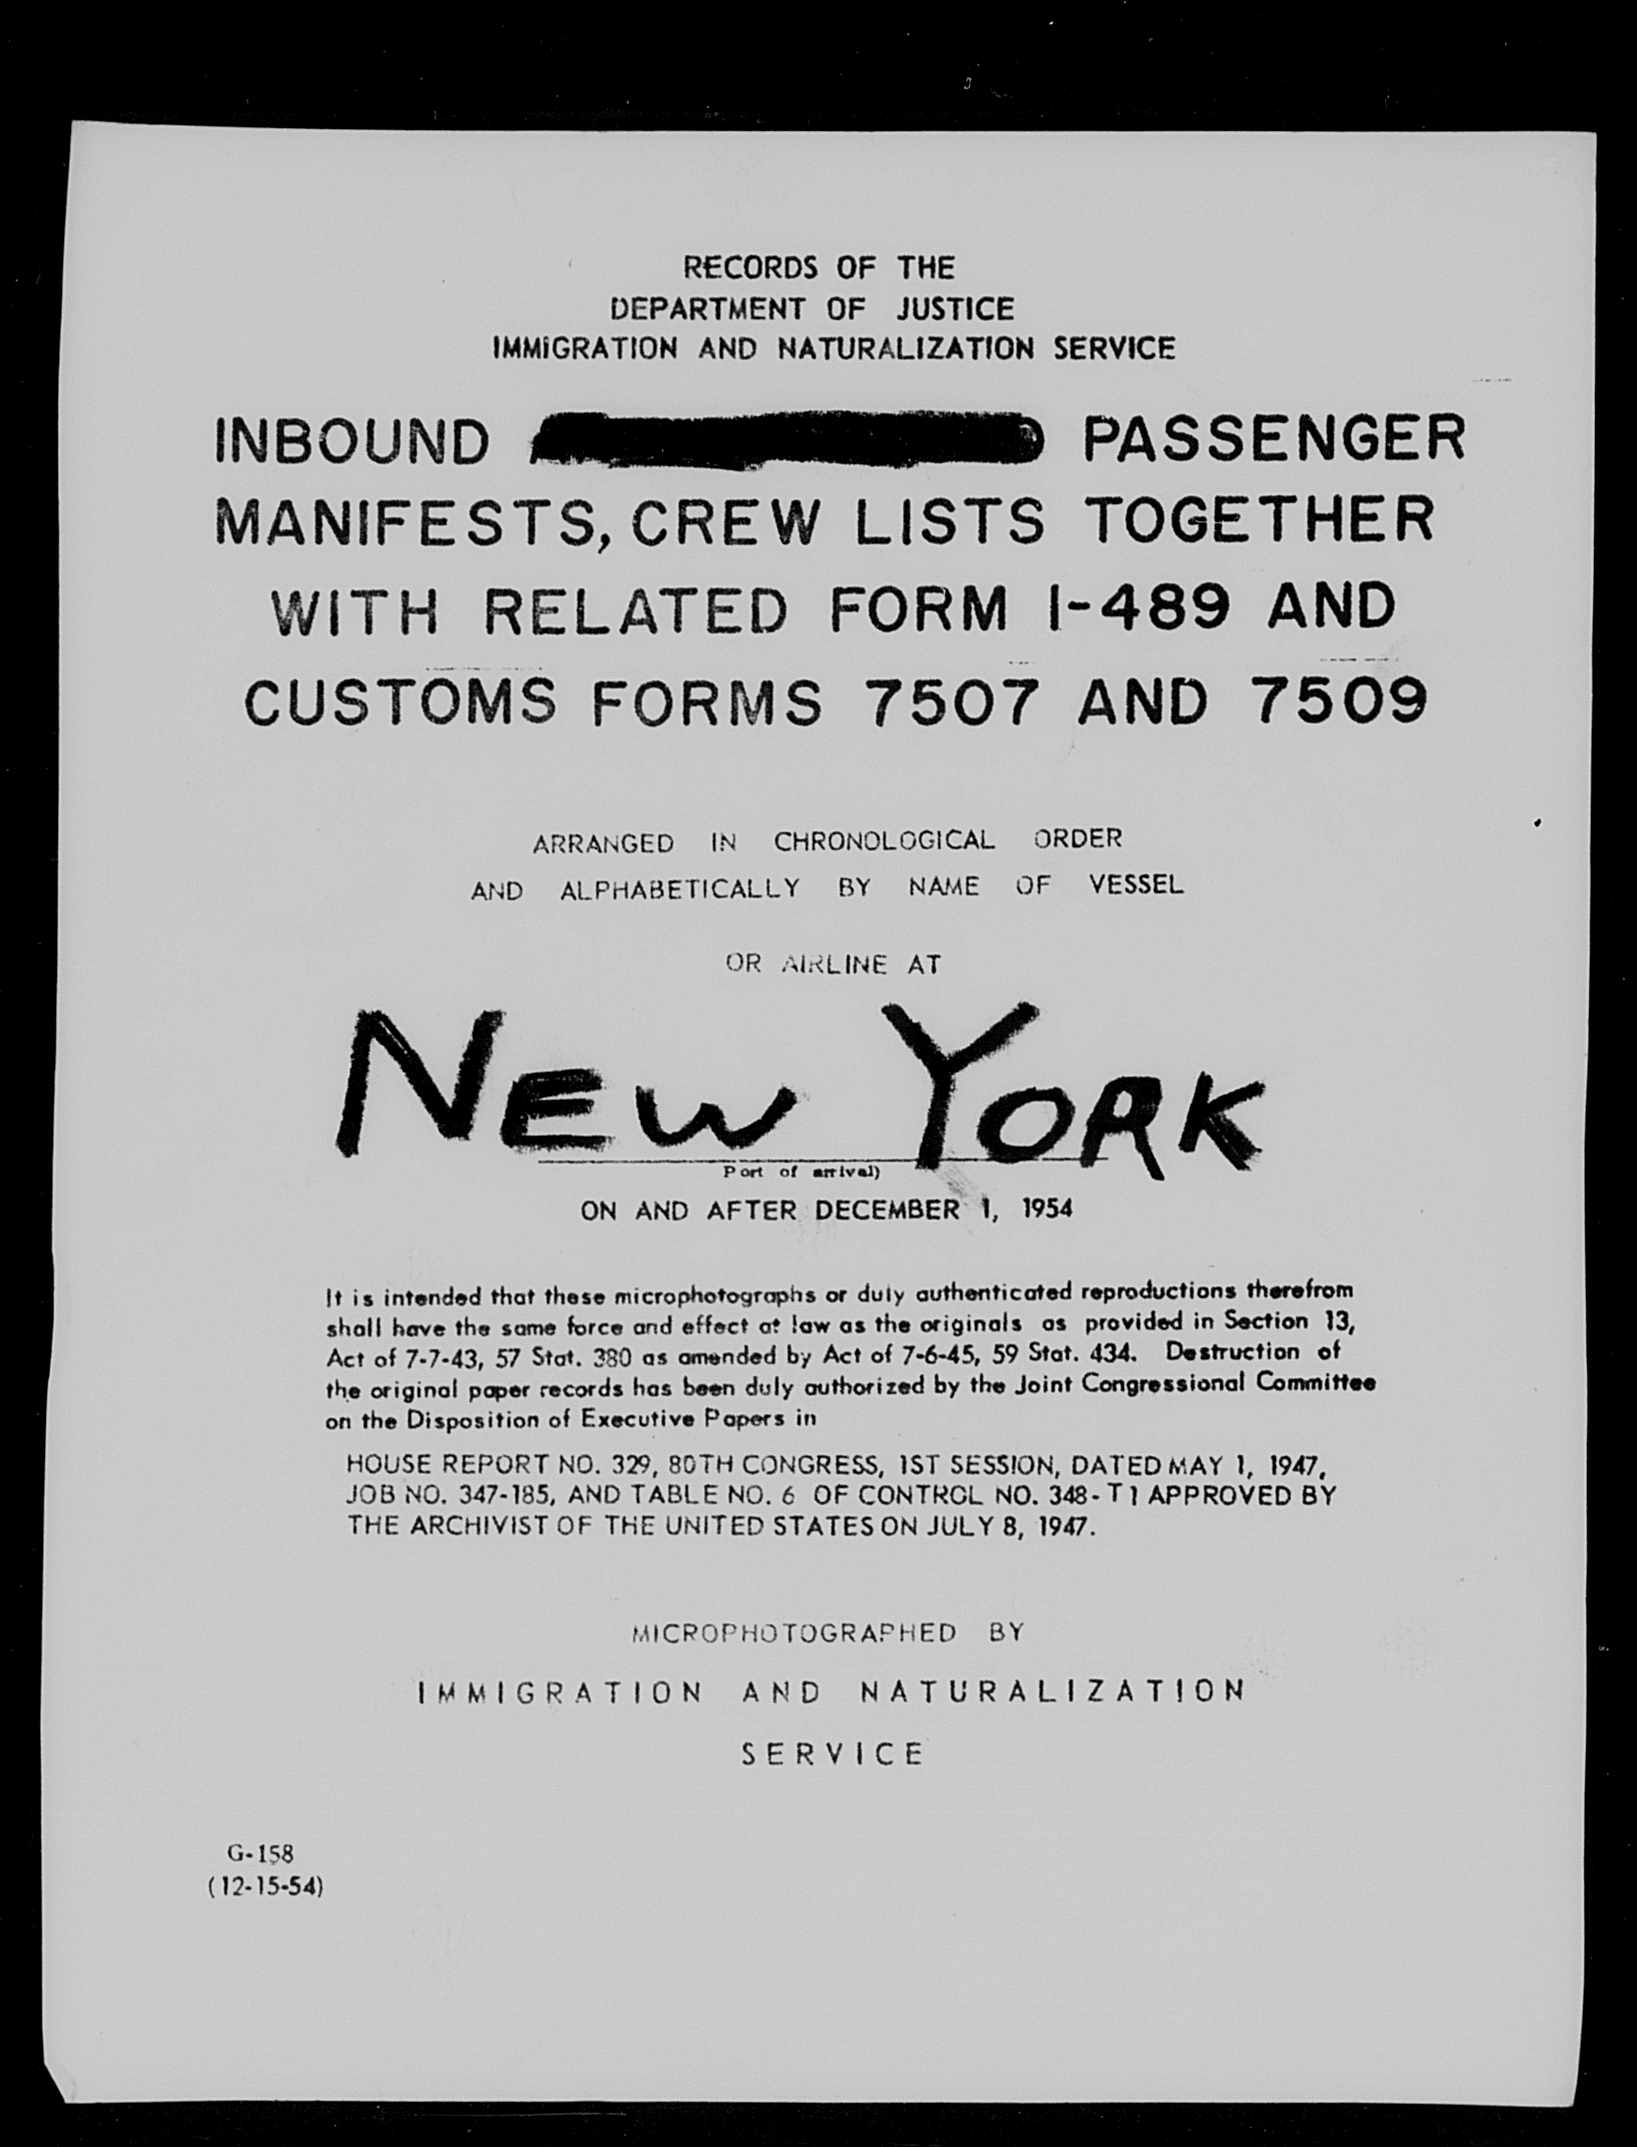 RECORDS OF THE
DEPARTMENT OF JUSTICE
IMMIGRATION AND NATURALIZATION SERVICE
INBOUND PASSENGER
MANIFESTS, CREW LISTS TOGETHER
WITH RELATED FORM I-489 AND
CUSTOMS FORMS 7507 AND 7509
ARRANGED IN CHRONOLOGICAL ORDER
AND ALPHABETICALLY BY NAME OF VESSEL
OR AIRLINE AT
NEW YORK
Port of arrival)
ON AND AFTER DECEMBER 1, 1954
It is intended that these microphotographs or duly authenticated reproductions therefrom
shall have the same force and effect at law as the originals as provided in Section 13,
Act of 7-7-43, 57 Stat. 380 as amended by Act of 7-6-45, 59 Stat. 434. Destruction of
the original paper records has been duly authorized by the Joint Congressional Committee
on the Disposition of Executive Papers in
HOUSE REPORT NO. 329, 80TH CONGRESS, 1ST SESSION, DATED MAY 1, 1947,
JOB NO. 347-185, AND TABLE NO. 6 OF CONTROL NO. 348-T1 APPROVED BY
THE ARCHIVIST OF THE UNITED STATES ON JULY 8, 1947.
MICROPHOTOGRAPHED BY
IMMIGRATION AND NATURALIZATION
SERVICE
G-158
(12-15-54)